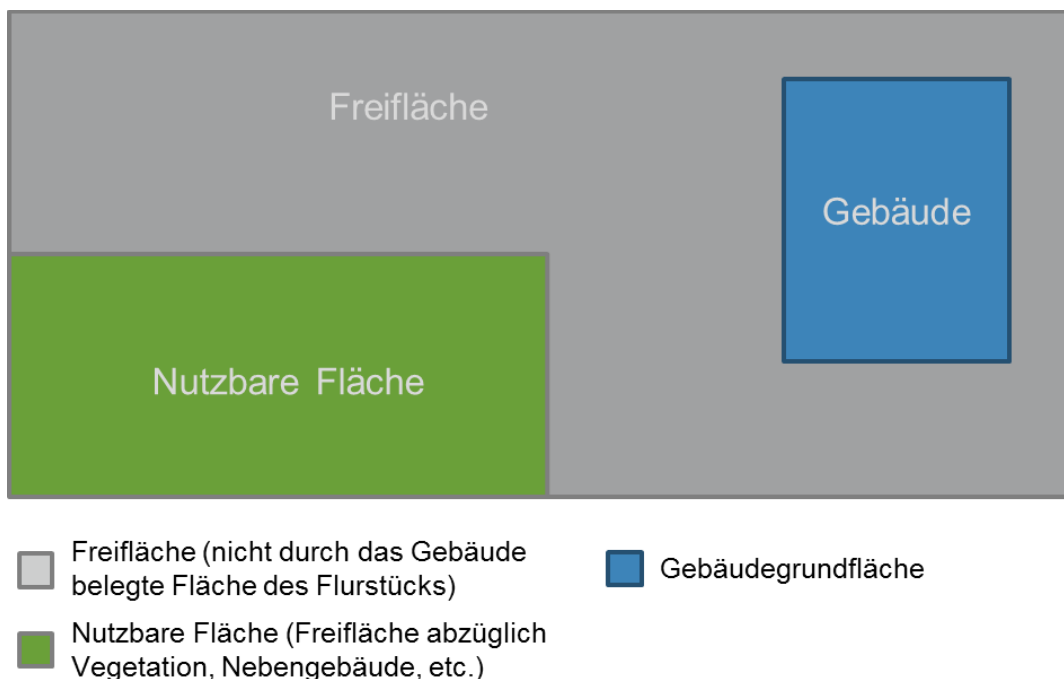 Freifläche
Gebäude
Nutzbare Fläche
Freifläche (nicht durch das Gebäude
belegte Fläche des Flurstücks)
Gebäudegrundfläche
Nutzbare Fläche (Freifläche abzüglich
Vegetation, Nebengebäude, etc.)